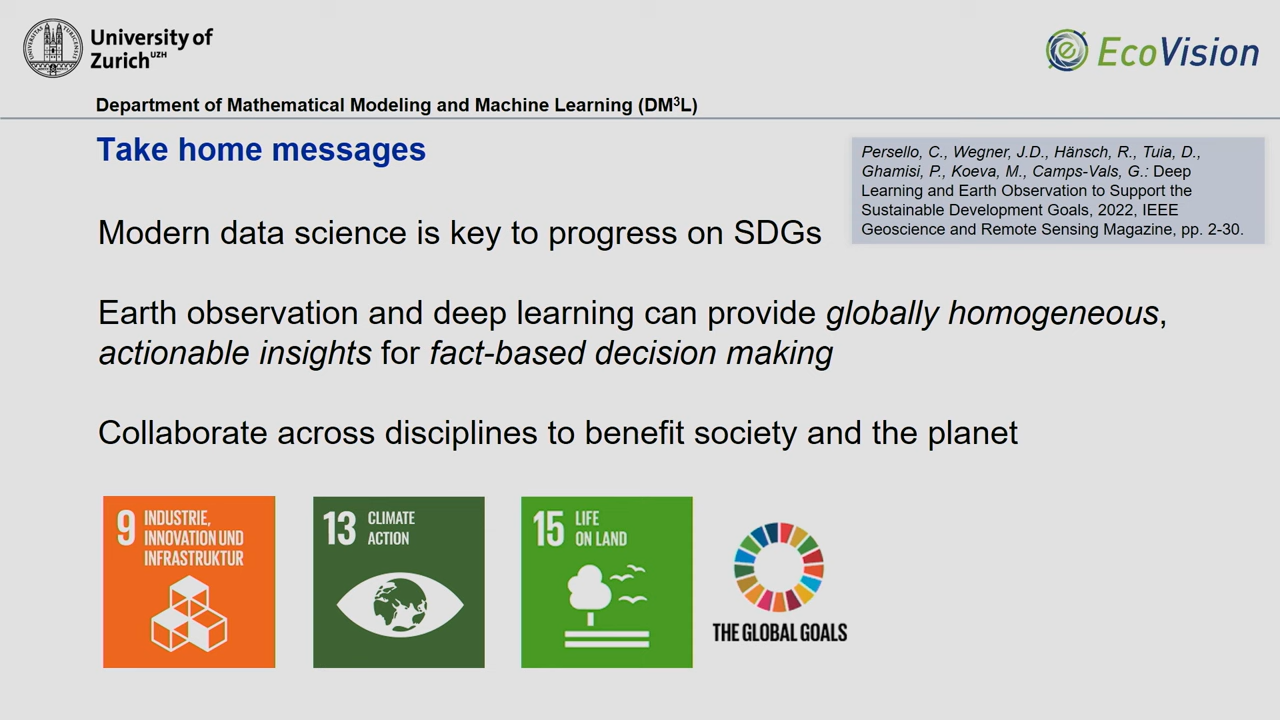 University of
Zurich UZH
EcoVision
Department of Mathematical Modeling and Machine Learning (DM³L)
Take home messages
Persello, C., Wegner, J.D., Hänsch, R., Tuia, D.,
Ghamisi, P., Koeva, M., Camps-Vals, G.: Deep
Learning and Earth Observation to Support the
Sustainable Development Goals, 2022, IEEE
Geoscience and Remote Sensing Magazine, pp. 2-30.
Modern data science is key to progress on SDGs
Earth observation and deep learning can provide globally homogeneous,
actionable insights for fact-based decision making
Collaborate across disciplines to benefit society and the planet
9 INDUSTRIE,
INNOVATION UND
INFRASTRUKTUR
13 CLIMATE
ACTION
15 LIFE
ON LAND
THE GLOBAL GOALS